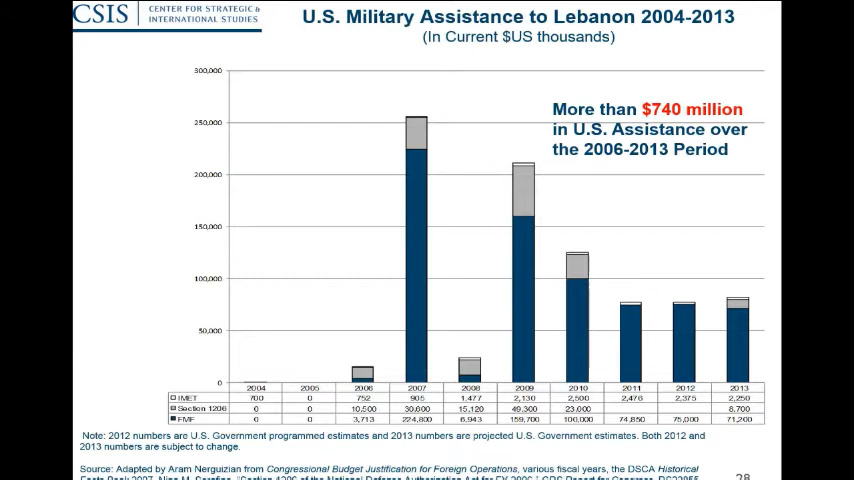 CSIS
CENTER FOR STRATEGIC &
INTERNATIONAL STUDIES
U.S. Military Assistance to Lebanon 2004-2013
(In Current $US thousands)
300,000
250,000
200,000
150,000
100,000
50,000
0
More than $740 million
in U.S. Assistance over
the 2006-2013 Period
2004 2005 2006 2007 2008 2009 2010 2011 2012 2013
IMET 700 0 752 905 1,477 2,130 2,500 2,476 2,375 2,250
Section 1206 0 0 10,500 30,600 15,120 49,300 23,000 8,700
FMF 0 0 3,713 224,800 6,943 159,700 100,000 74,850 75,000 71,200
Note: 2012 numbers are U.S. Government programmed estimates and 2013 numbers are projected U.S. Government estimates. Both 2012 and
2013 numbers are subject to change.
Source: Adapted by Aram Nerguizian from Congressional Budget Justification for Foreign Operations, various fiscal years, the DSCA Historical
28